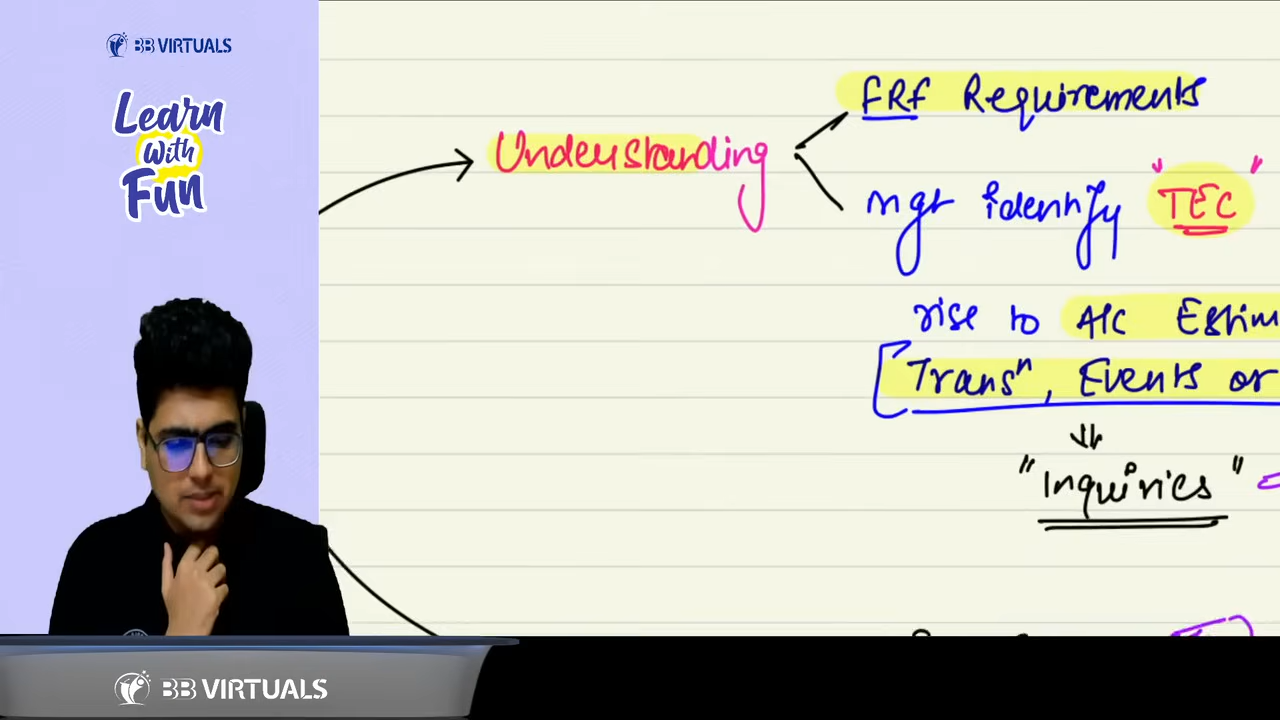 BB VIRTUALS
Learn
With
Fun
FRF Requirements
Understanding
mgt identify "TEC"
rise to A/C Estim
[Transⁿ, Events or
"Inquiries"
BB VIRTUALS